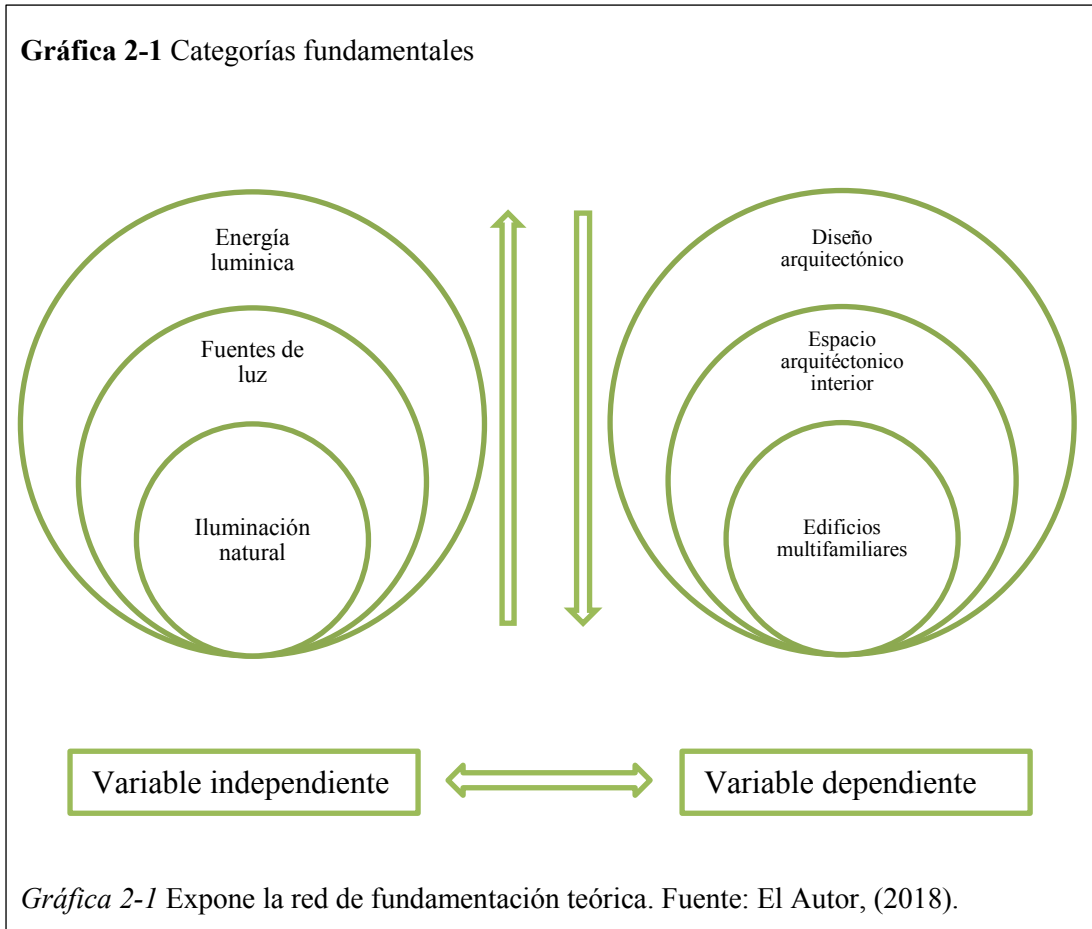 Gráfica 2-1 Categorías fundamentales
Energía
luminica
Fuentes de
luz
Iluminación
natural
Diseño
arquitectónico
Espacio
arquitéctonico
interior
Edificios
multifamiliares
Variable independiente
Variable dependiente
Gráfica 2-1 Expone la red de fundamentación teórica. Fuente: El Autor, (2018).